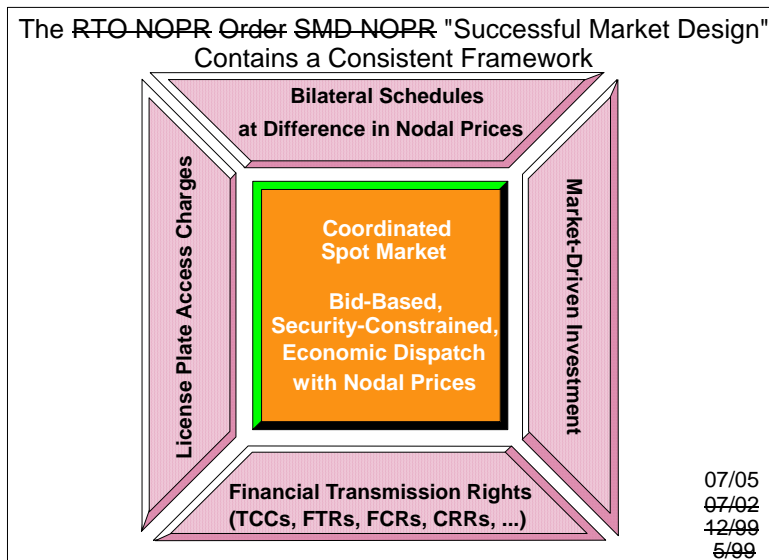 The RTO NOPR Order SMD NOPR "Successful Market Design"
Contains a Consistent Framework
Bilateral Schedules
at Difference in Nodal Prices
License Plate Access Charges
Coordinated
Spot Market
Bid-Based,
Security-Constrained,
Economic Dispatch
with Nodal Prices
Market-Driven Investment
Financial Transmission Rights
(TCCs, FTRs, FCRs, CRRs, ...)
07/05
07/02
12/99
5/99